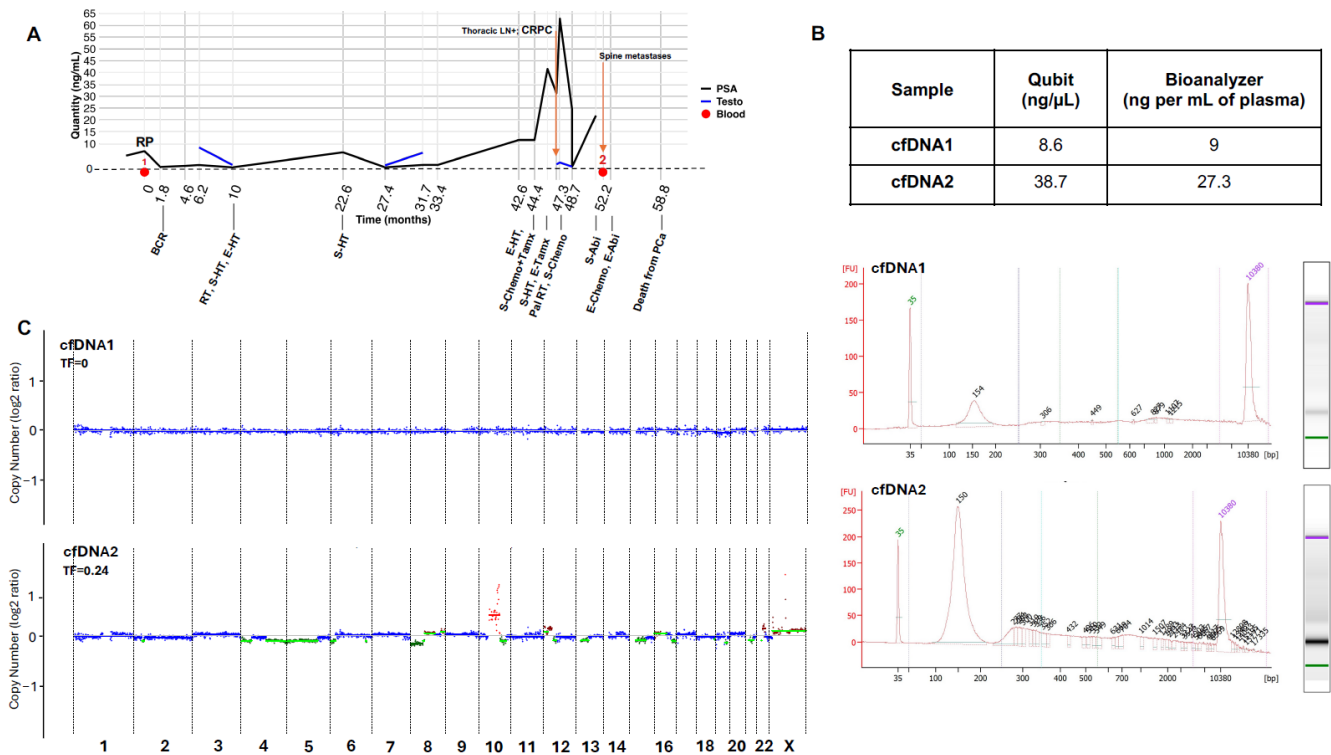 A
Quantity (ng/mL)
65
60
55
50
45
40
35
30
25
20
15
10
5
0
Thoracic LN+; CRPC
Spine metastases
PSA
Testo
Blood
RP
1
2
0
1.8
4.6
6.2
10
22.6
27.4
31.7
33.4
42.6
44.4
47.3
48.7
52.2
58.8
Time (months)
BCR
RT, S-HT, E-HT
S-HT
E-HT,
S-Chemo+Tamx
S-HT, E-Tamx
Pal RT, S-Chemo
S-Abi
E-Chemo, E-Abi
Death from PCa
B
Sample Qubit (ng/µL) Bioanalyzer (ng per mL of plasma)
cfDNA1 8.6 9
cfDNA2 38.7 27.3
cfDNA1
[FU]
200
150
100
50
0
35
154
306
449
627
10380
35 100 150 200 300 400 500 600 1000 2000 10380 [bp]
cfDNA2
[FU]
250
200
150
100
50
0
35
150
432
1014
10380
35 100 200 300 400 500 700 2000 10380 [bp]
C
cfDNA1
TF=0
Copy Number (log2 ratio)
1
0
−1
cfDNA2
TF=0.24
Copy Number (log2 ratio)
1
0
−1
1 2 3 4 5 6 7 8 9 10 11 12 13 14 16 18 20 22 X